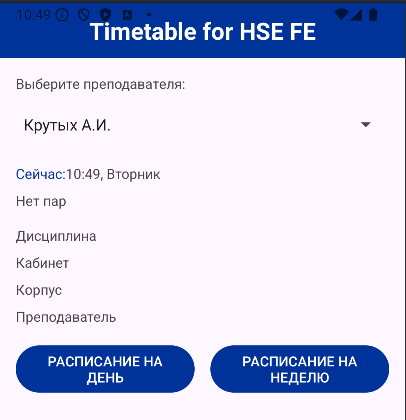 10:49
Timetable for HSE FE
Выберите преподавателя:
Крутых А.И.
Сейчас:10:49, Вторник
Нет пар
Дисциплина
Кабинет
Корпус
Преподаватель
РАСПИСАНИЕ НА
ДЕНЬ
РАСПИСАНИЕ НА
НЕДЕЛЮ